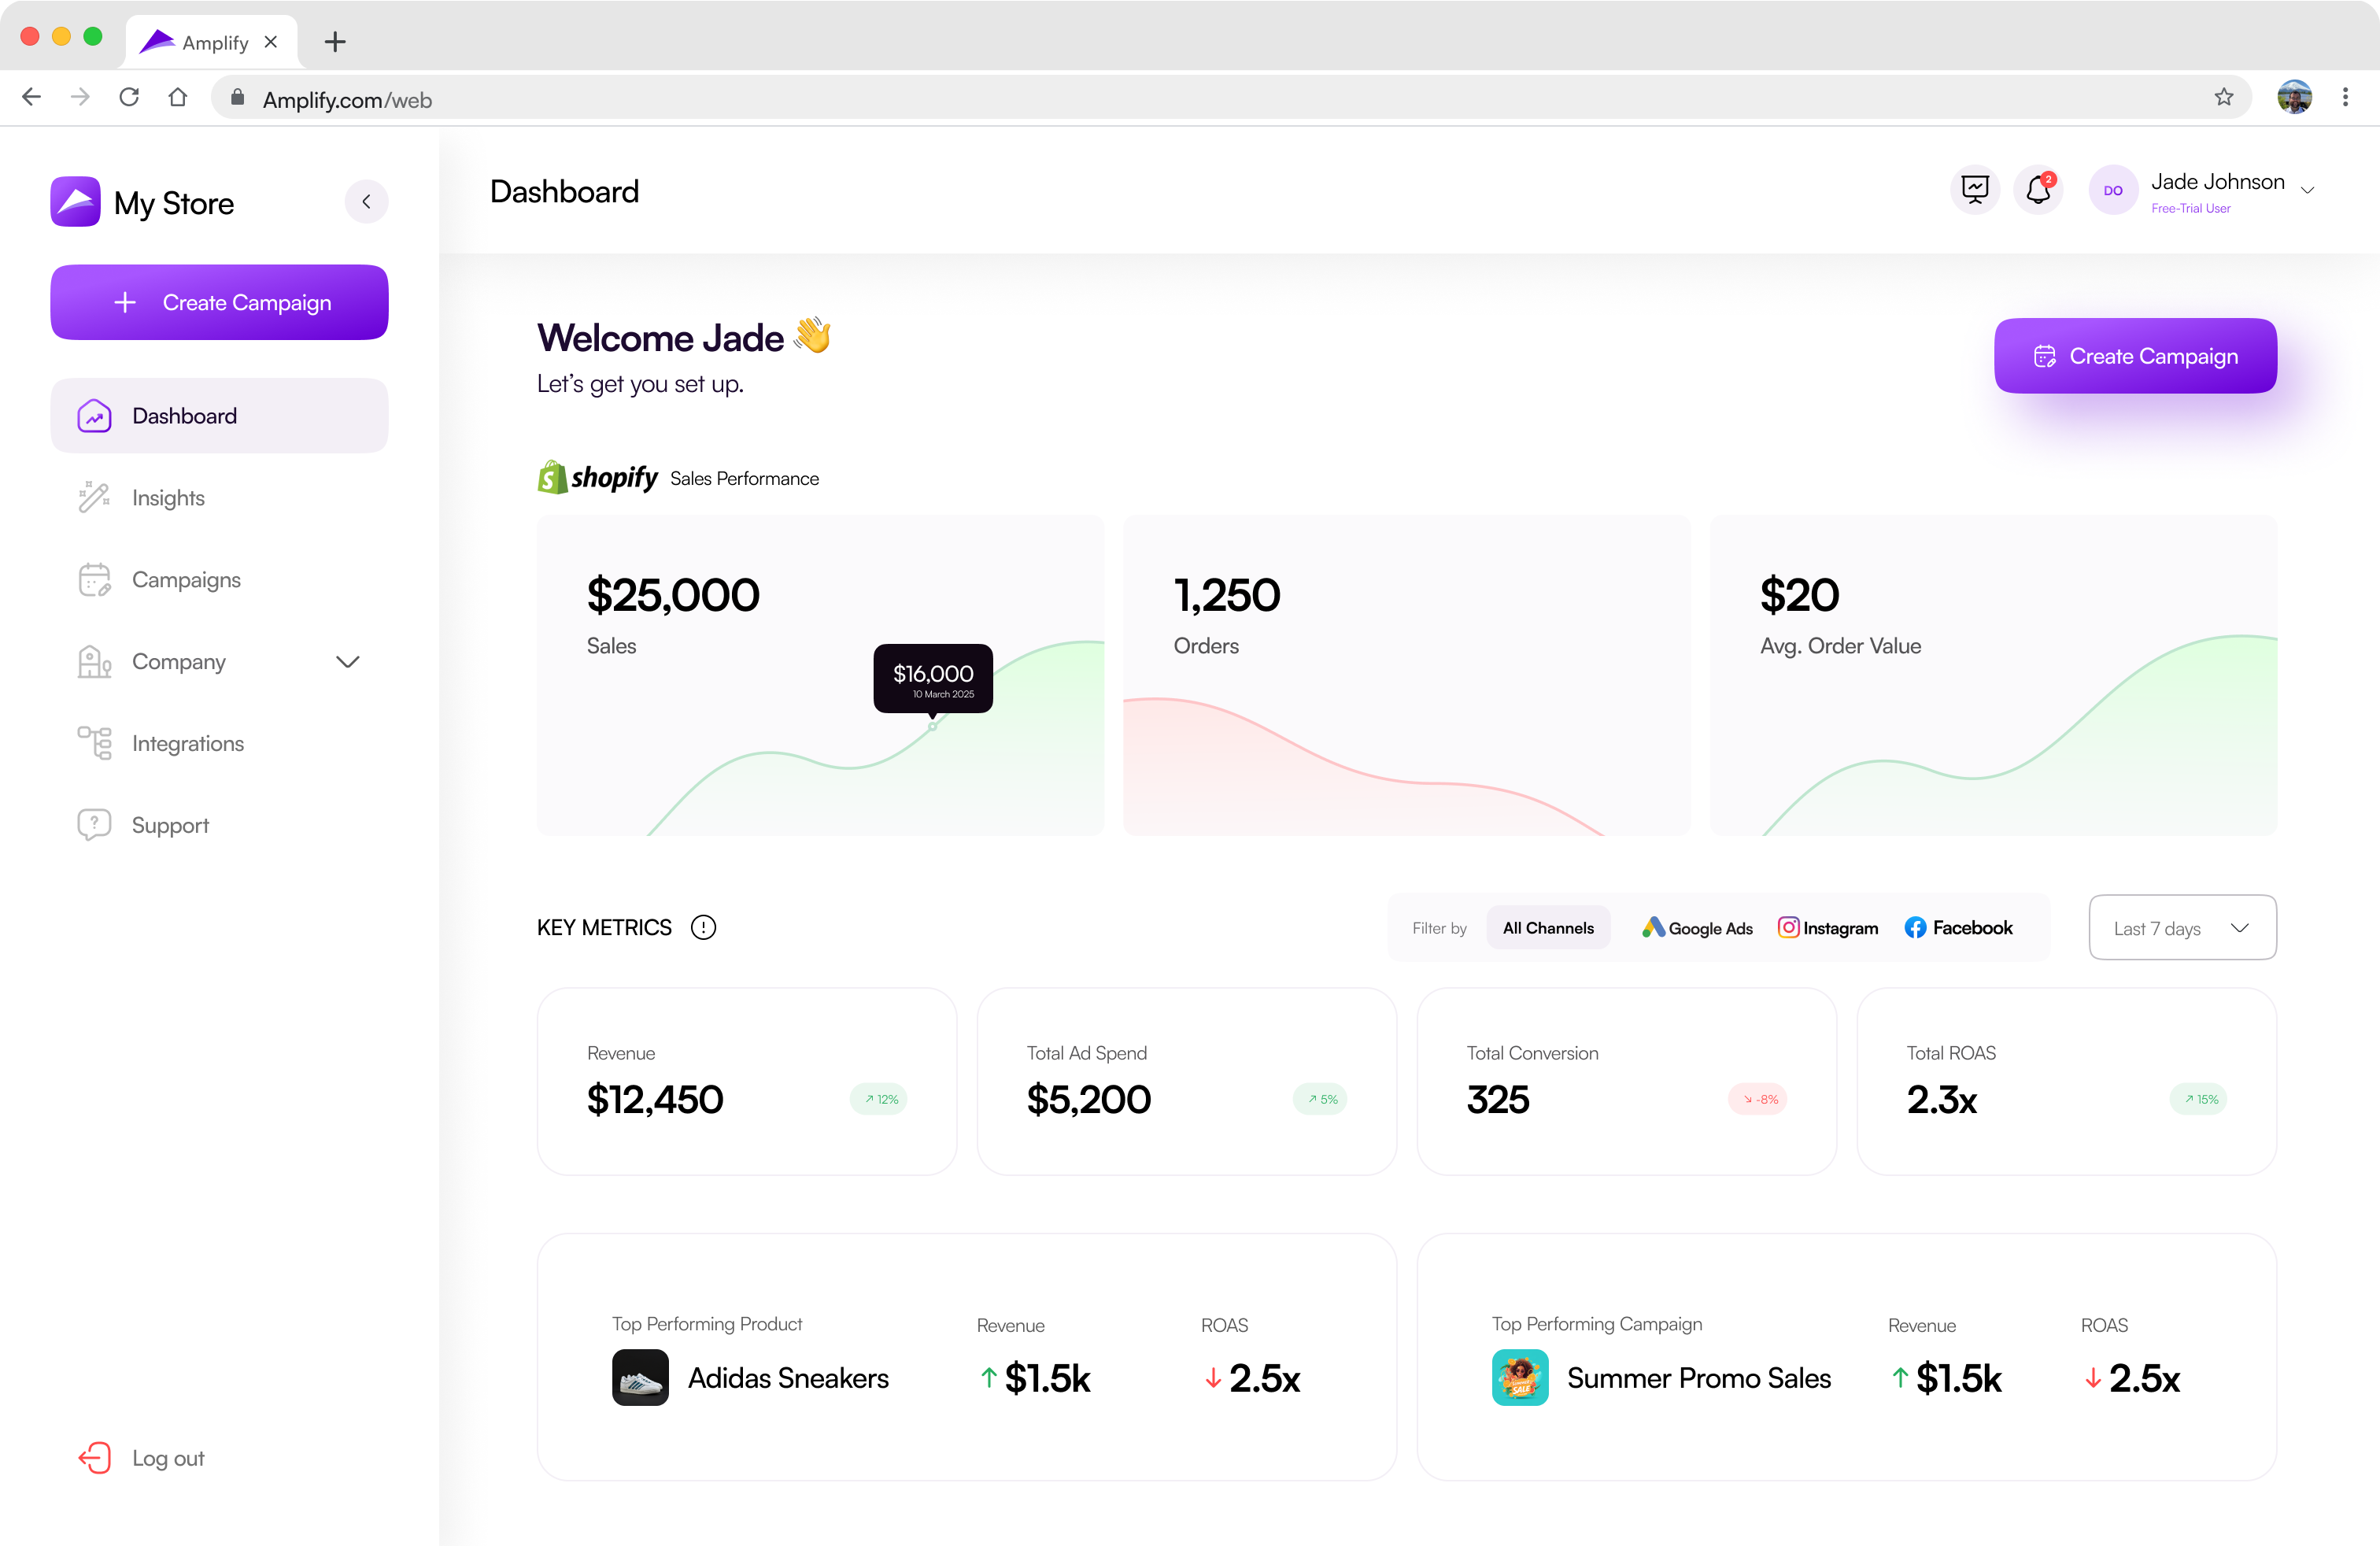 Amplify
Amplify.com/web
My Store
Create Campaign
Dashboard
Insights
Campaigns
Company
Integrations
Support
Log out
Dashboard
2
DO
Jade Johnson
Free-Trial User
Welcome Jade 👋
Let’s get you set up.
Create Campaign
shopify Sales Performance
$25,000
Sales
$16,000
10 March 2025
1,250
Orders
$20
Avg. Order Value
KEY METRICS
Filter by All Channels Google Ads Instagram Facebook
Last 7 days
Revenue
$12,450
12%
Total Ad Spend
$5,200
5%
Total Conversion
325
-8%
Total ROAS
2.3x
15%
Top Performing Product Revenue ROAS
Adidas Sneakers $1.5k 2.5x
Top Performing Campaign Revenue ROAS
SALE
Summer Promo Sales $1.5k 2.5x